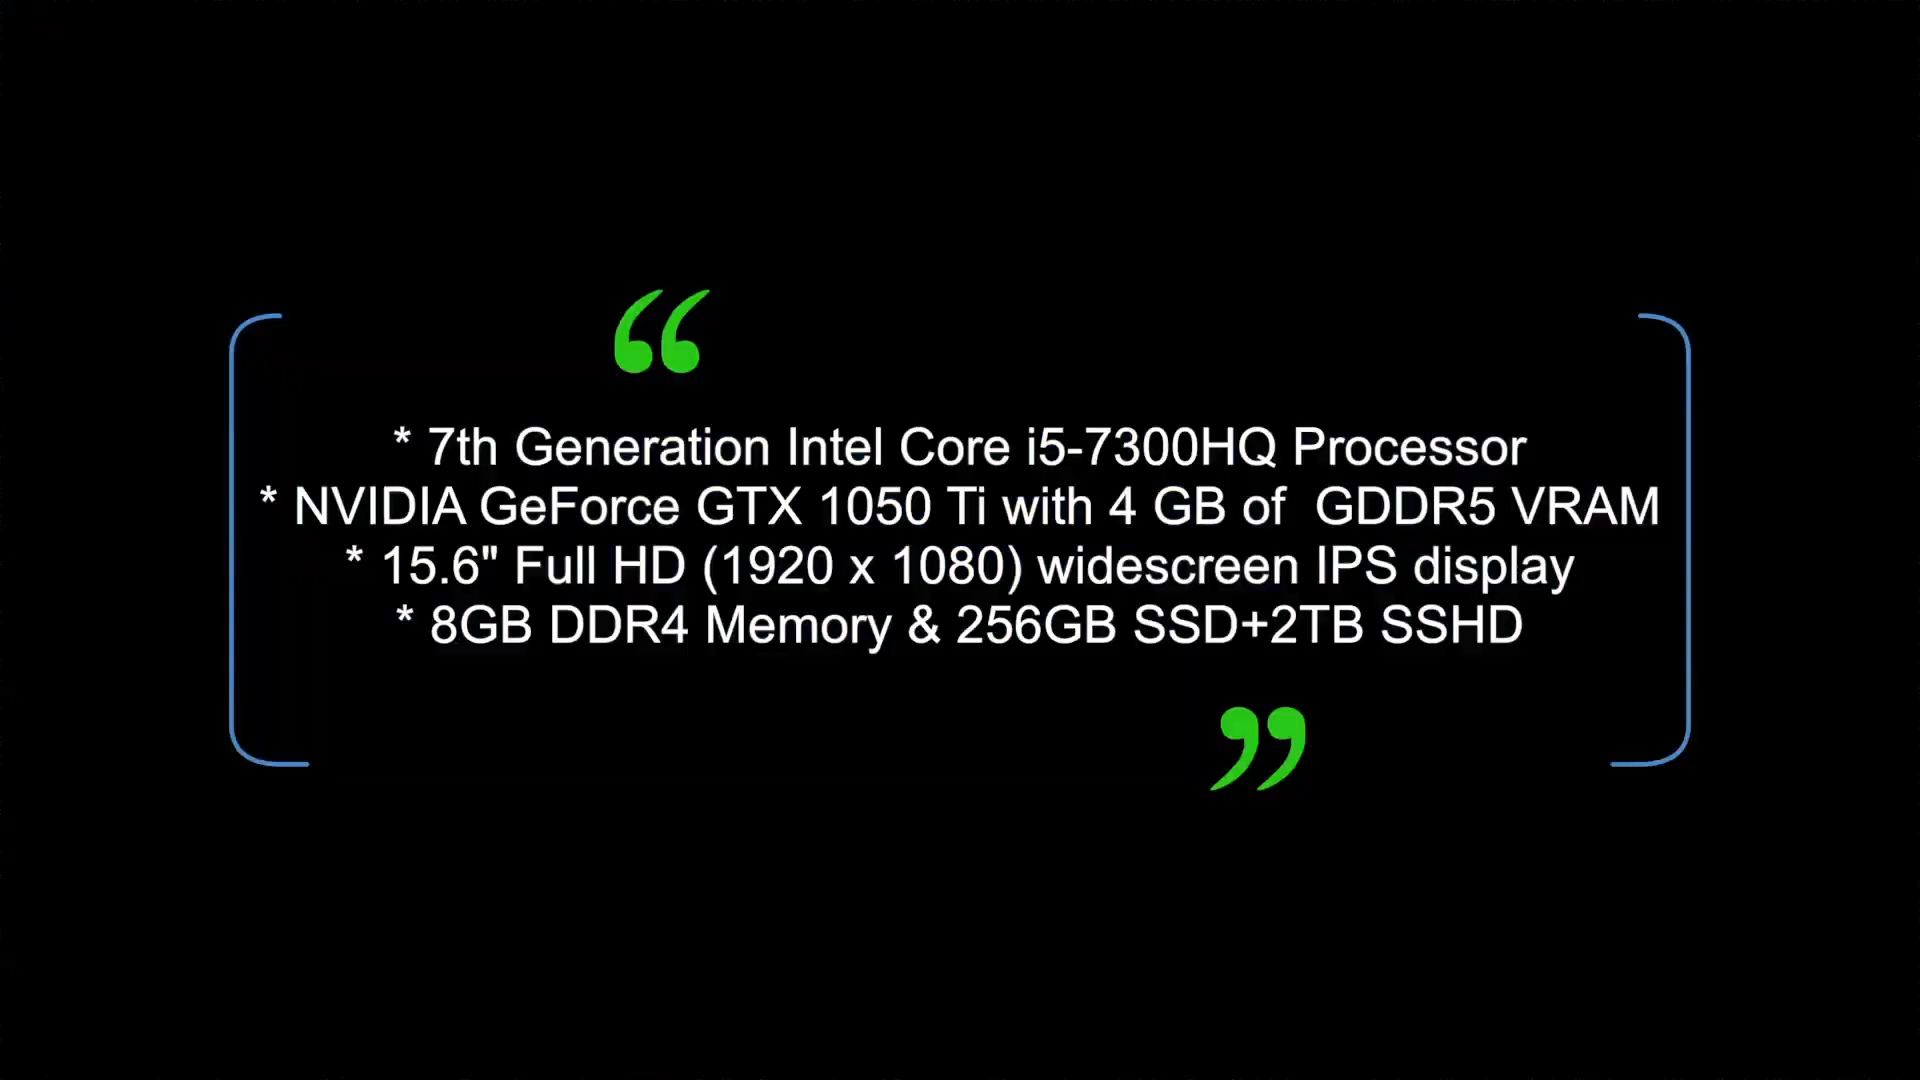 “
* 7th Generation Intel Core i5-7300HQ Processor
* NVIDIA GeForce GTX 1050 Ti with 4 GB of  GDDR5 VRAM
* 15.6" Full HD (1920 x 1080) widescreen IPS display
* 8GB DDR4 Memory & 256GB SSD+2TB SSHD
”